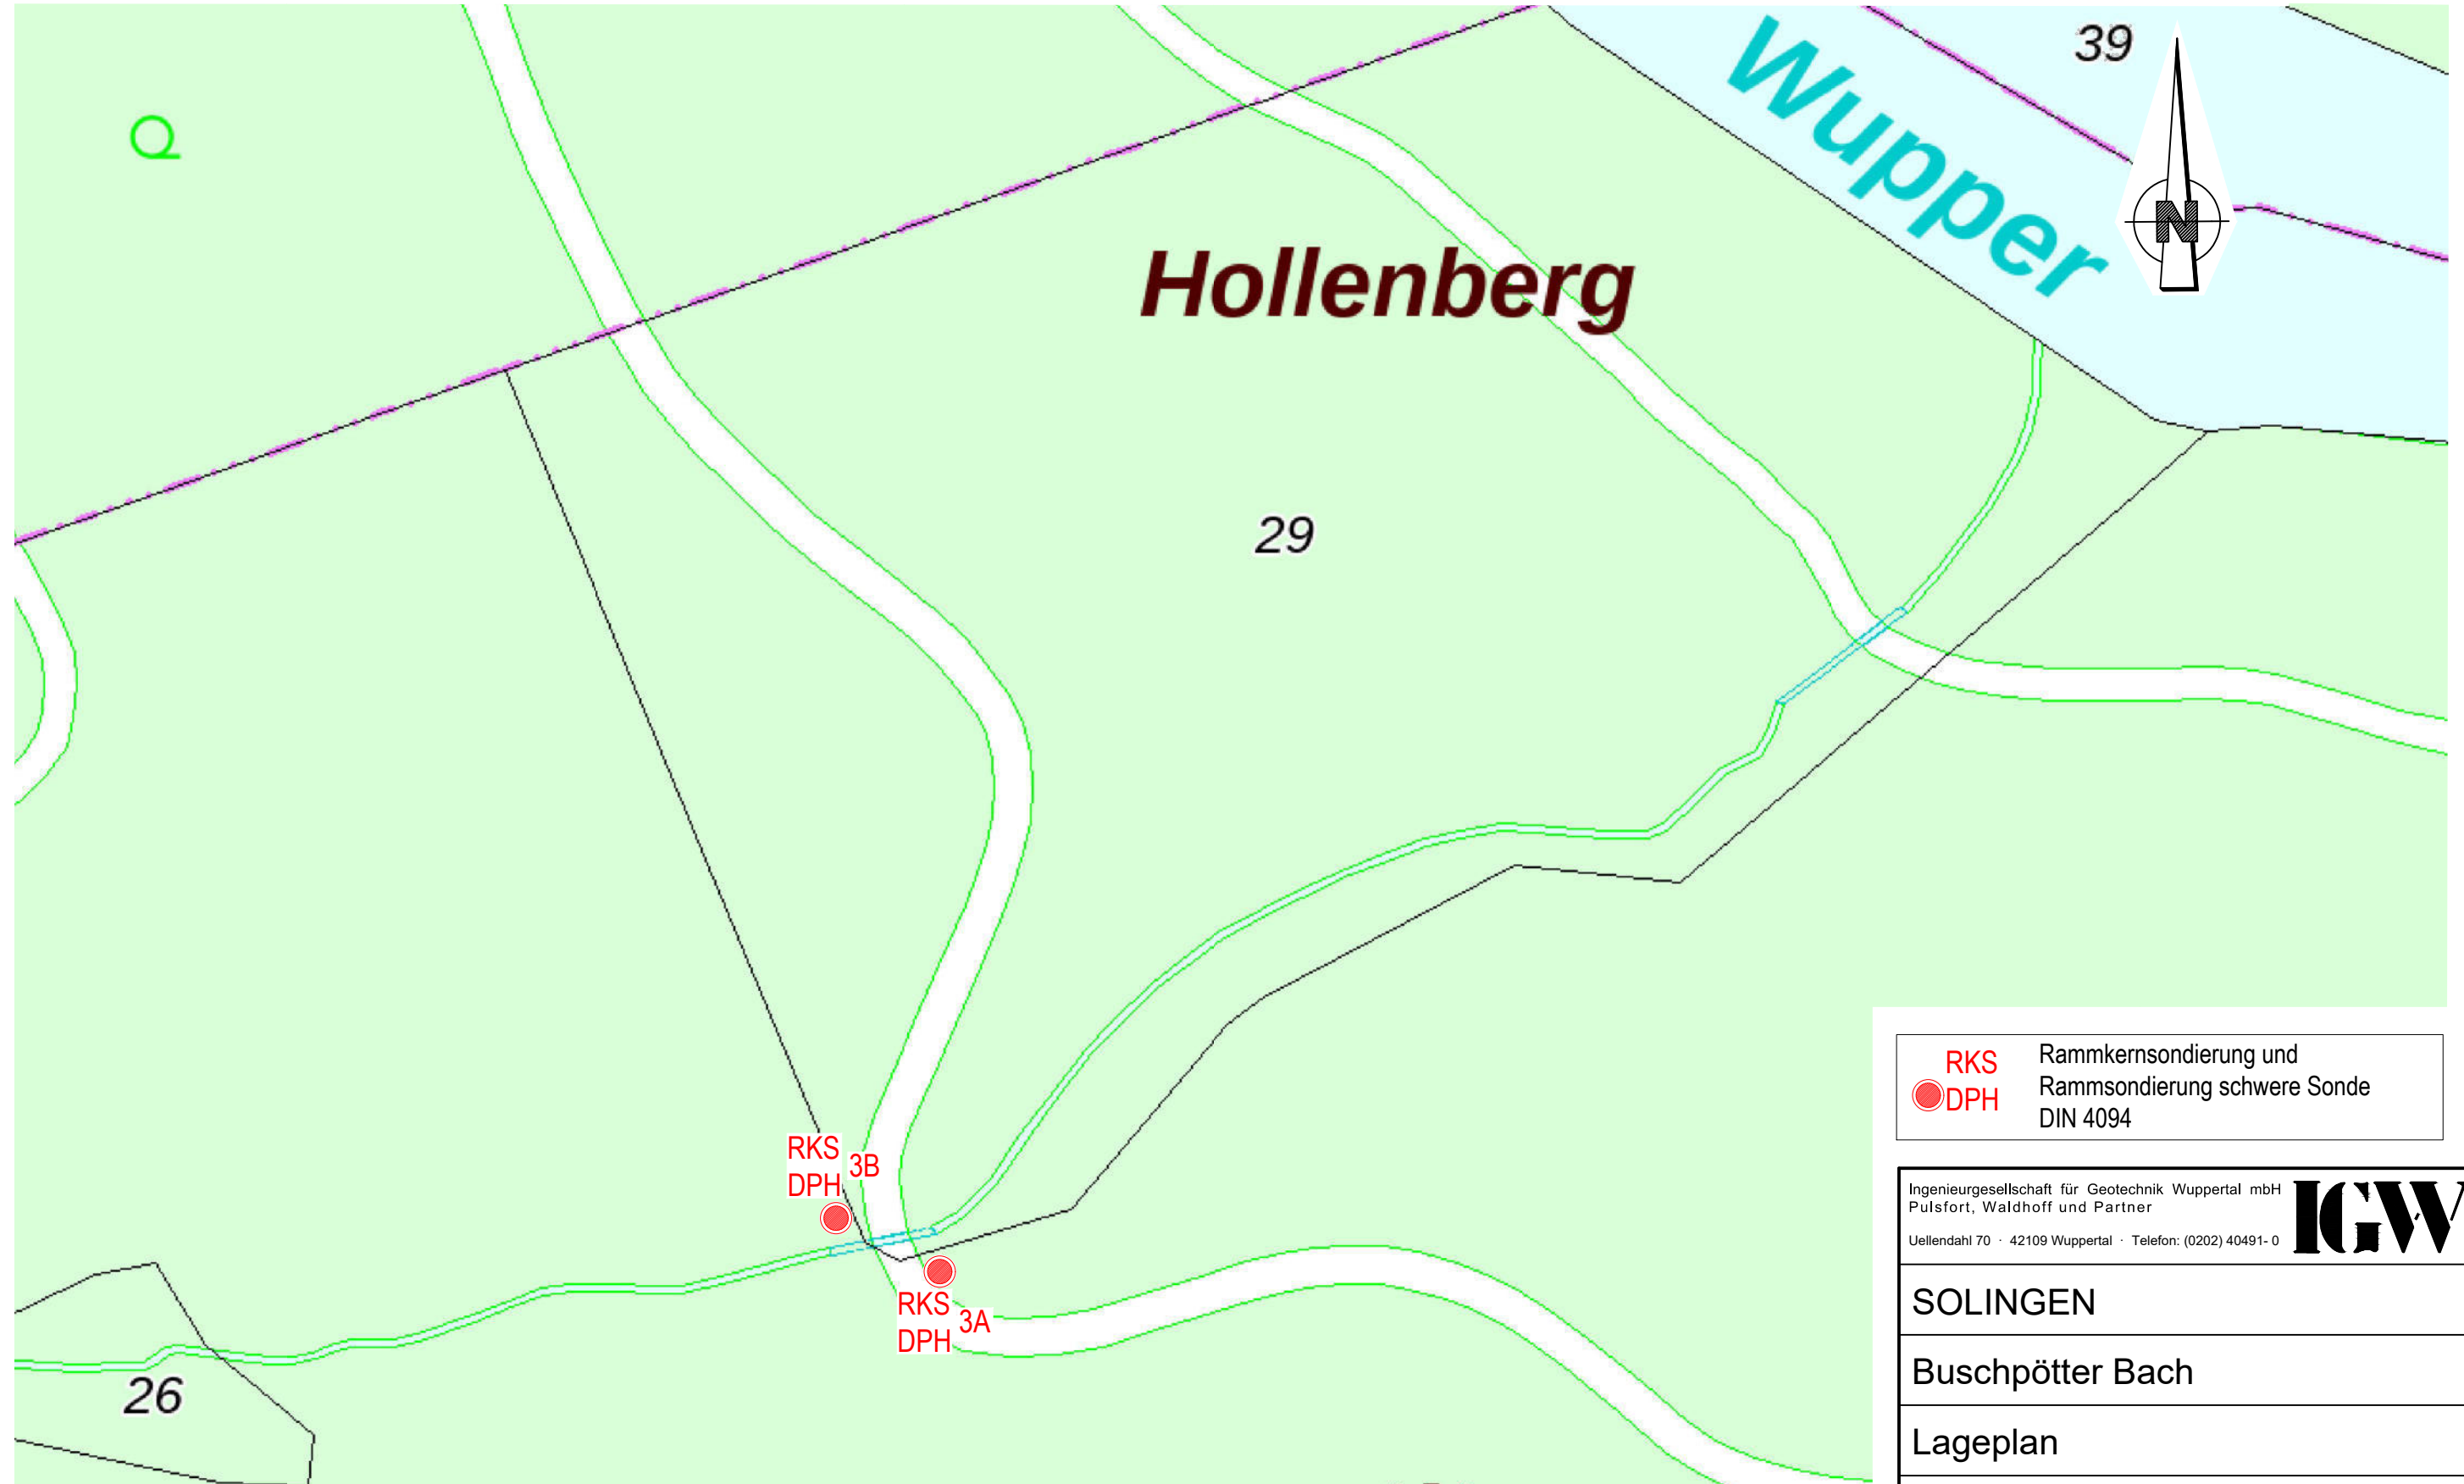 39
Wupper
N
Hollenberg
29
RKS
DPH
3B
RKS
DPH
3A
26
RKS
DPH
Rammkernsondierung und
Rammsondierung schwere Sonde
DIN 4094
Ingenieurgesellschaft für Geotechnik Wuppertal mbH
Pulsfort, Waldhoff und Partner
Uellendahl 70 · 42109 Wuppertal · Telefon: (0202) 40491- 0
IGW
SOLINGEN
Buschpötter Bach
Lageplan